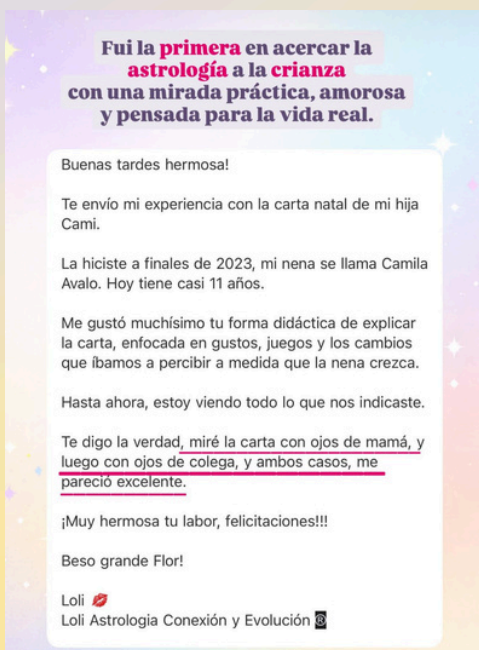 Fui la primera en acercar la
astrología a la crianza
con una mirada práctica, amorosa
y pensada para la vida real.
Buenas tardes hermosa!
Te envío mi experiencia con la carta natal de mi hija
Cami.
La hiciste a finales de 2023, mi nena se llama Camila
Avalo. Hoy tiene casi 11 años.
Me gustó muchísimo tu forma didáctica de explicar
la carta, enfocada en gustos, juegos y los cambios
que íbamos a percibir a medida que la nena crezca.
Hasta ahora, estoy viendo todo lo que nos indicaste.
Te digo la verdad, miré la carta con ojos de mamá, y
luego con ojos de colega, y ambos casos, me
pareció excelente.
¡Muy hermosa tu labor, felicitaciones!!!
Beso grande Flor!
Loli 💋
Loli Astrologia Conexión y Evolución ®